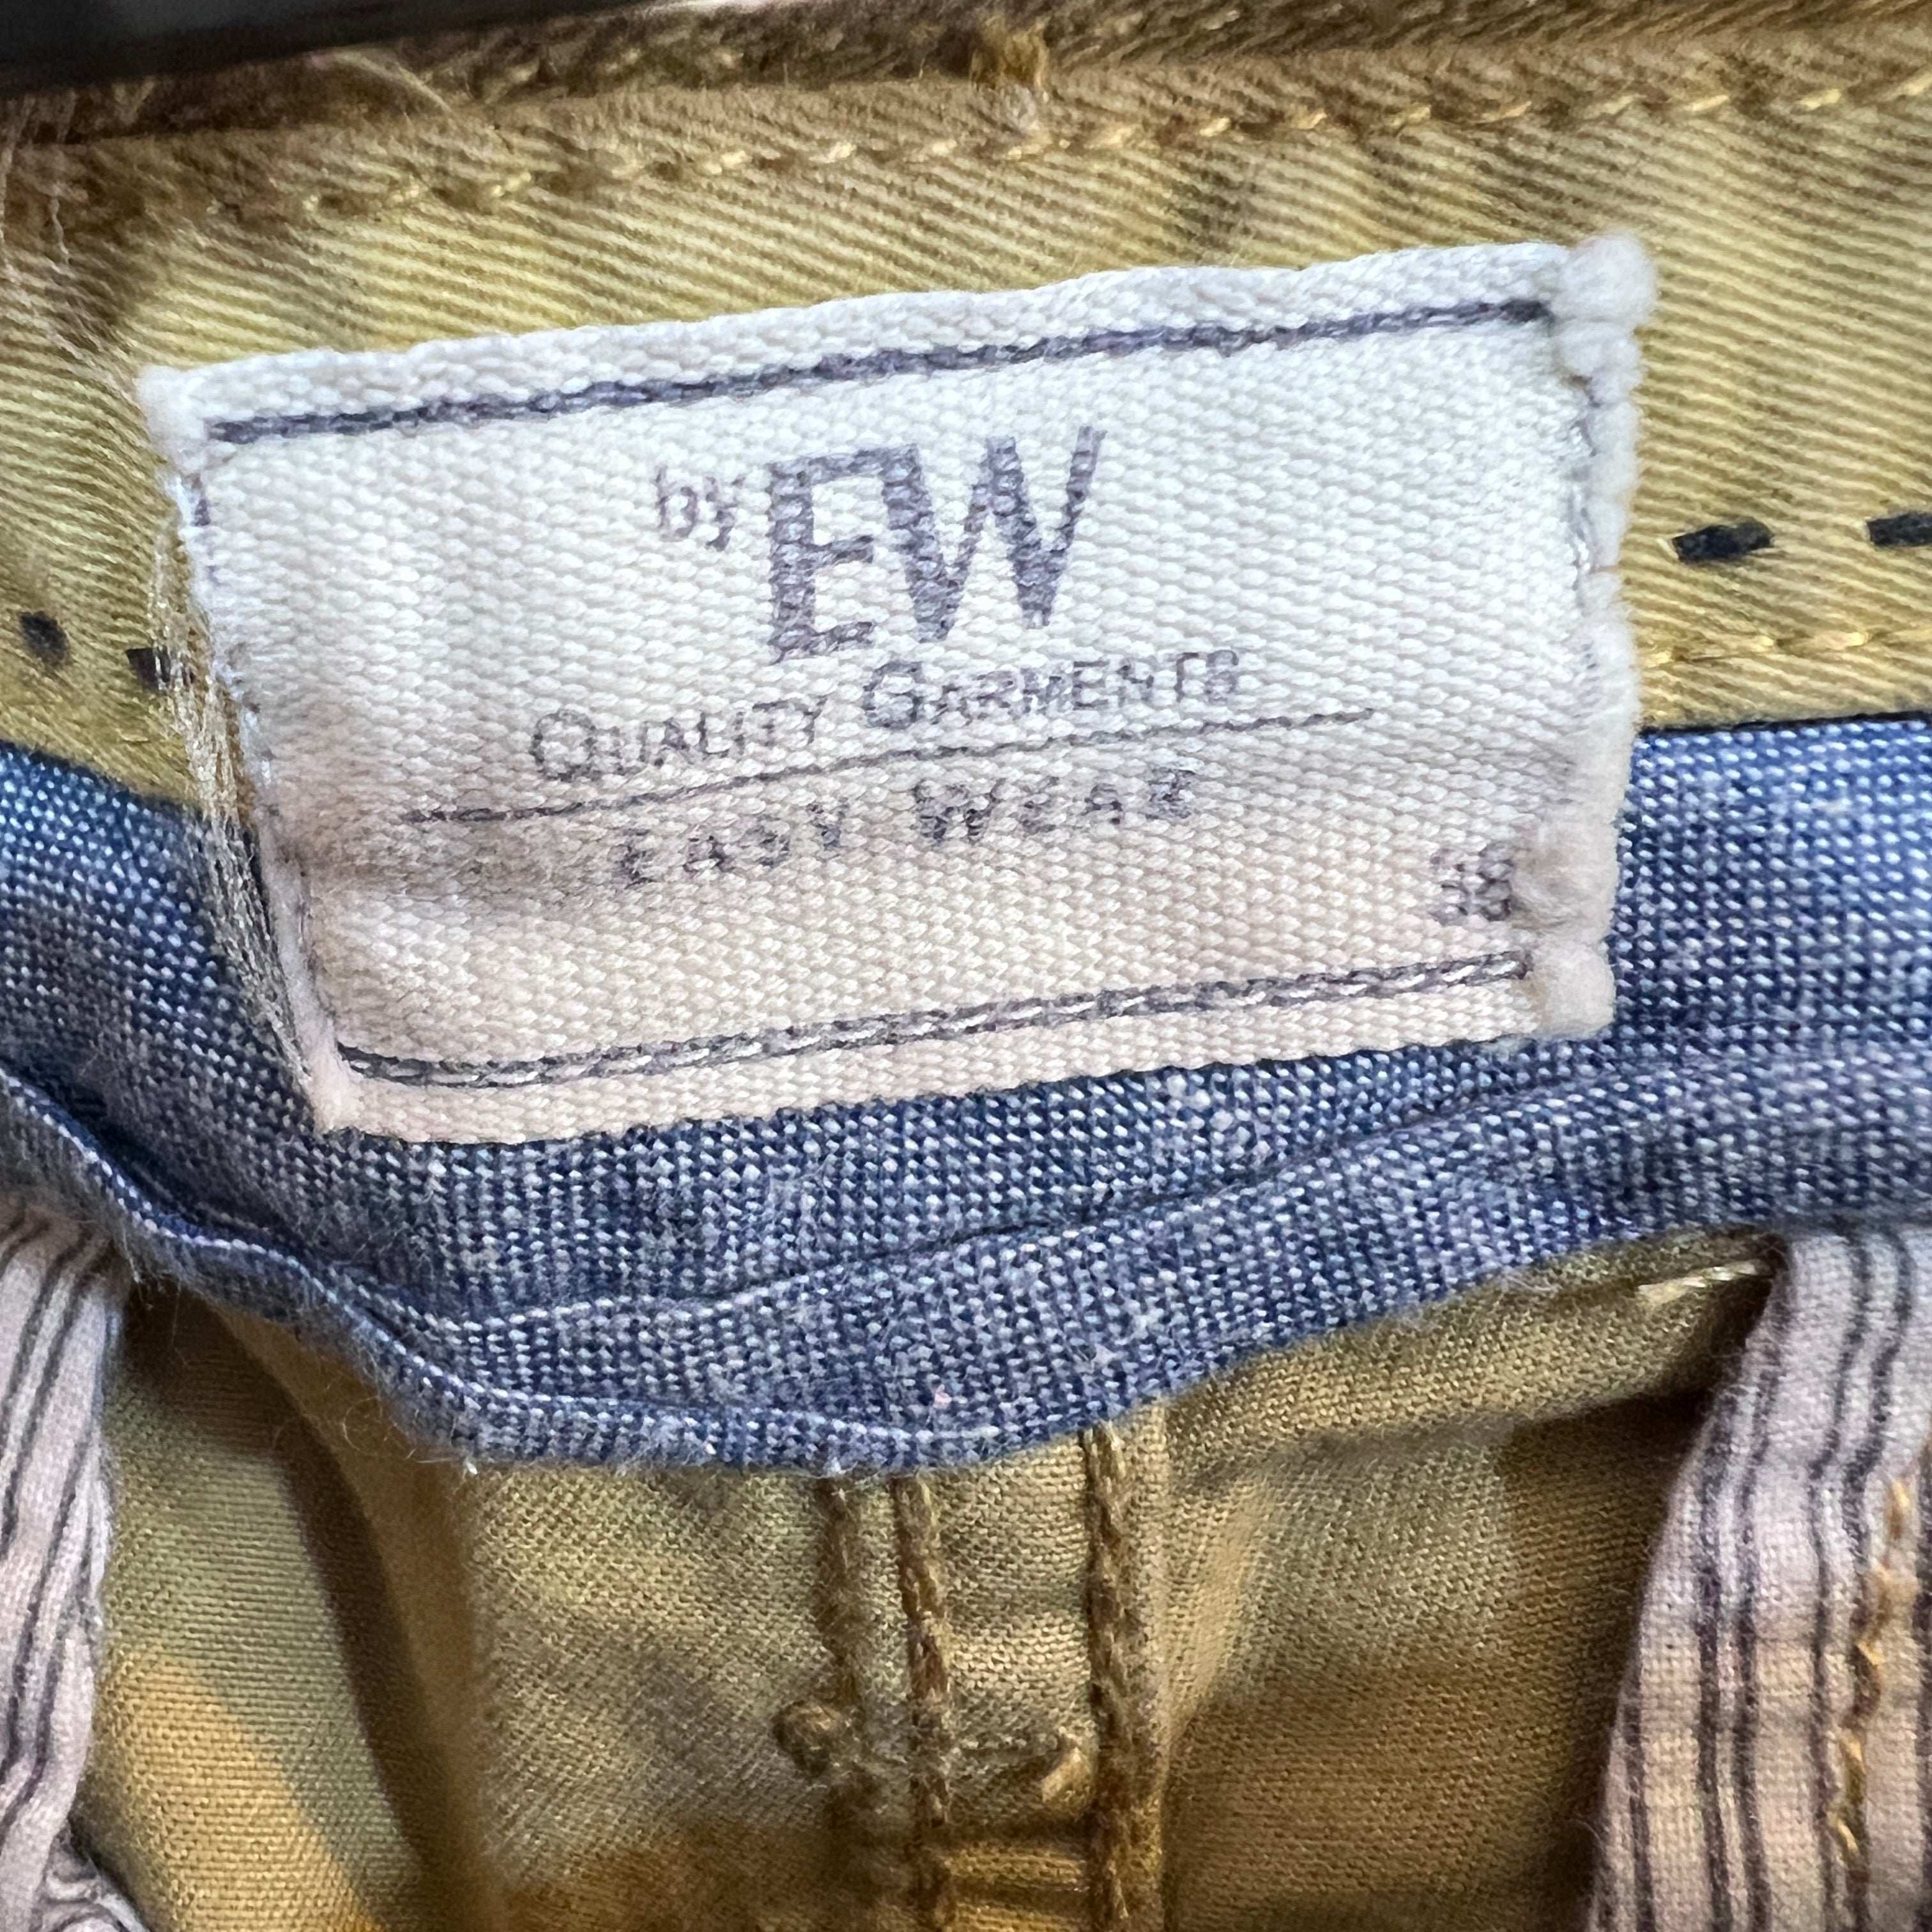 by EW
QUALITY GARMENTS
EASY WEAR
38